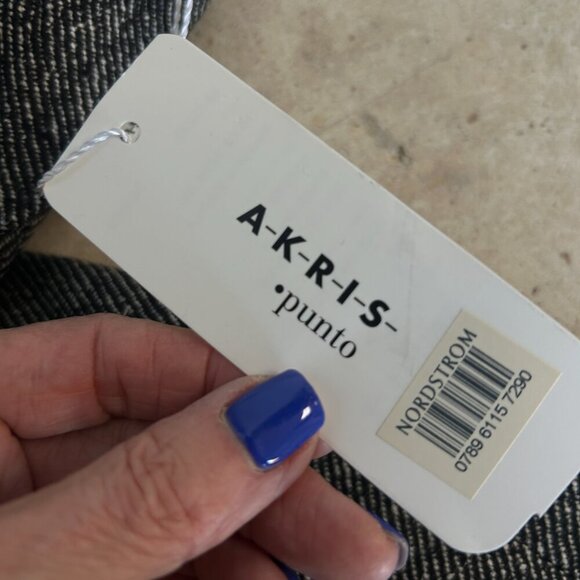 A-K-R-I-S-
•punto
NORDSTROM
0789 6115 7290